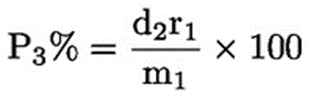 P₃% = d₂r₁/m₁ × 100